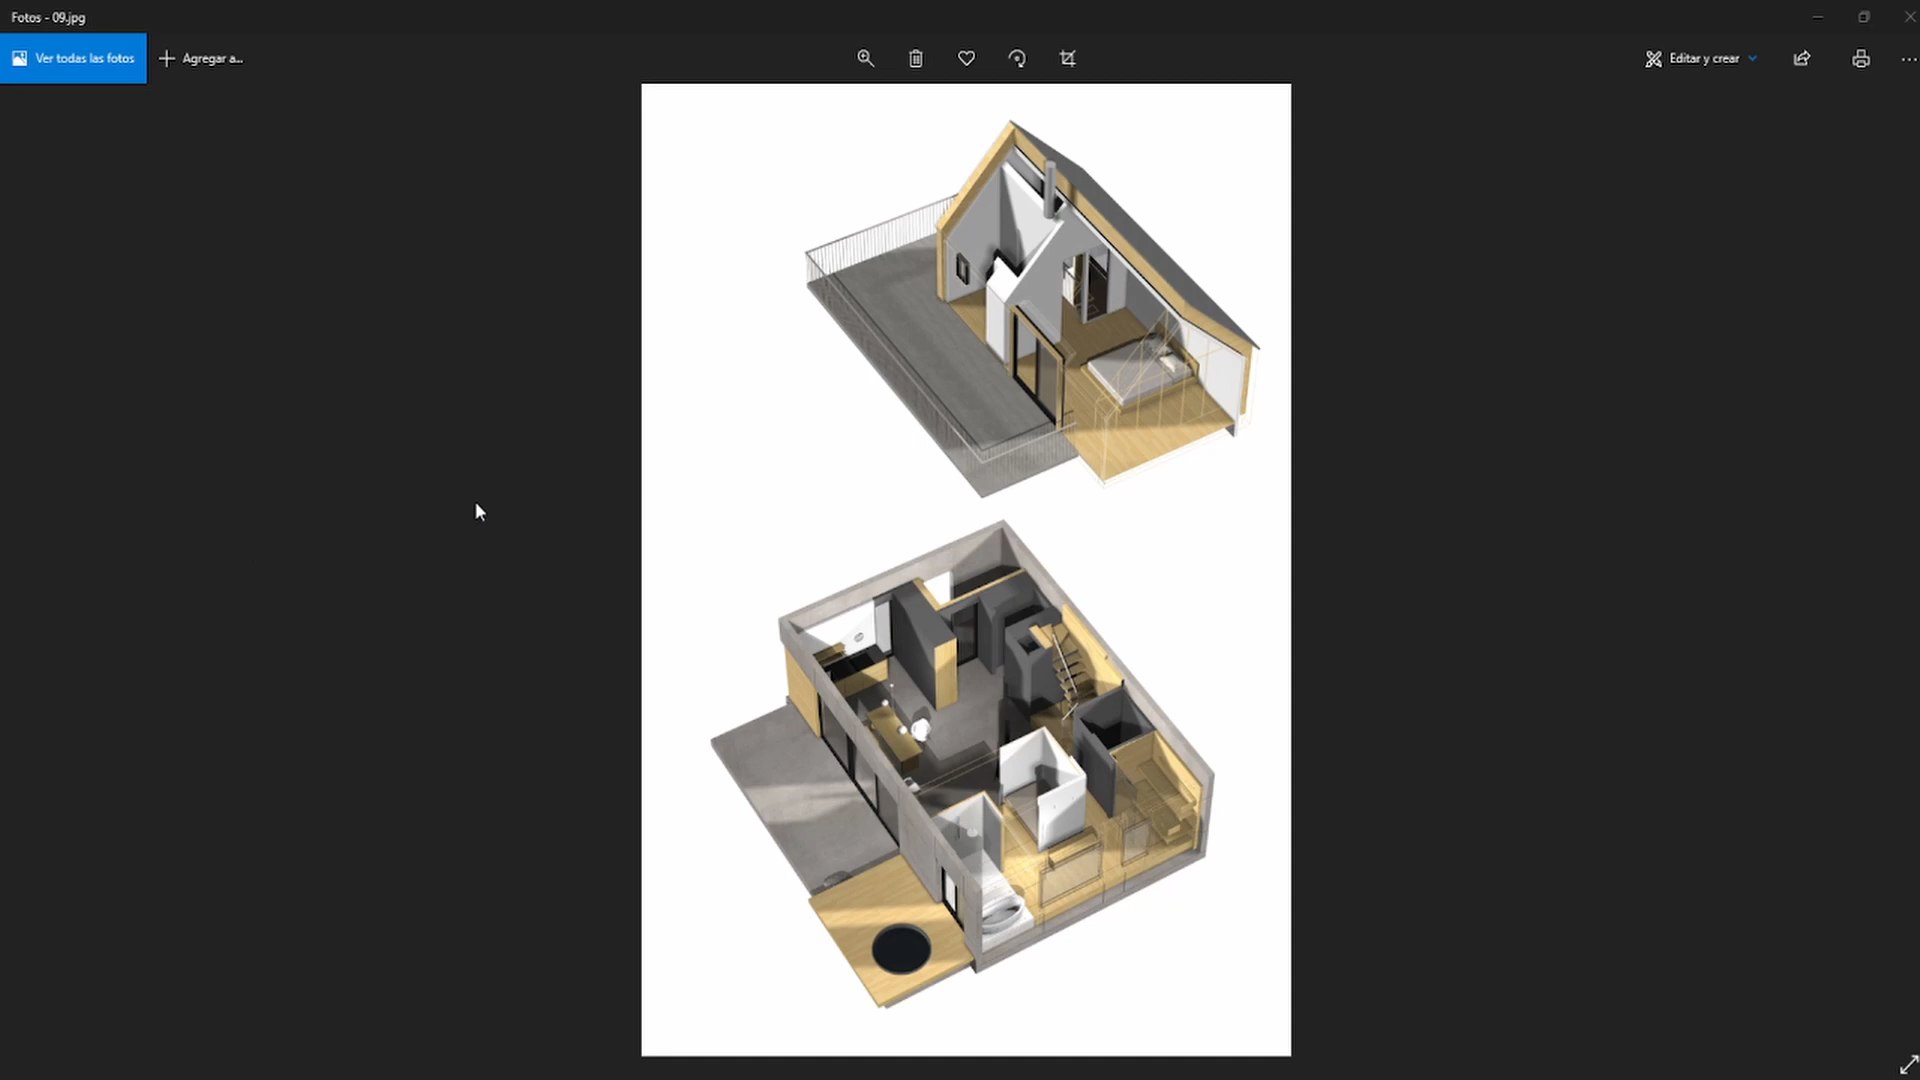 Fotos - 09.jpg
Ver todas las fotos
Agregar a...
Editar y crear